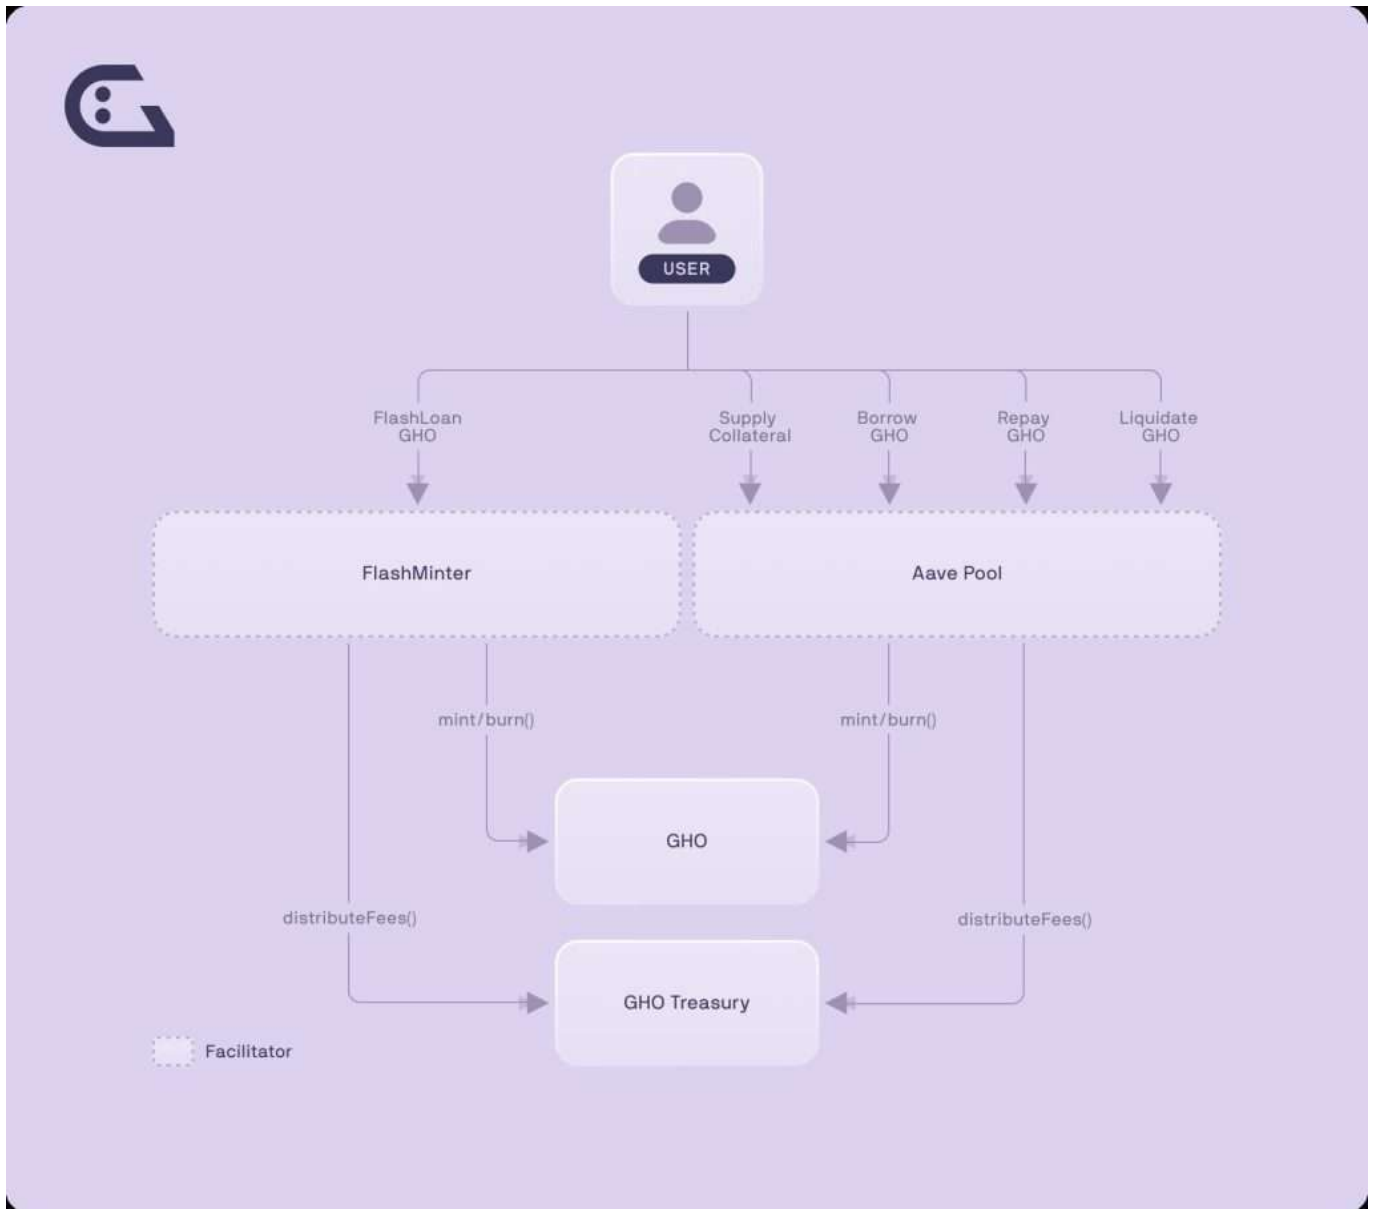 USER
FlashLoan
GHO
Supply
Collateral
Borrow
GHO
Repay
GHO
Liquidate
GHO
FlashMinter
Aave Pool
mint/burn()
mint/burn()
GHO
distributeFees()
distributeFees()
GHO Treasury
Facilitator